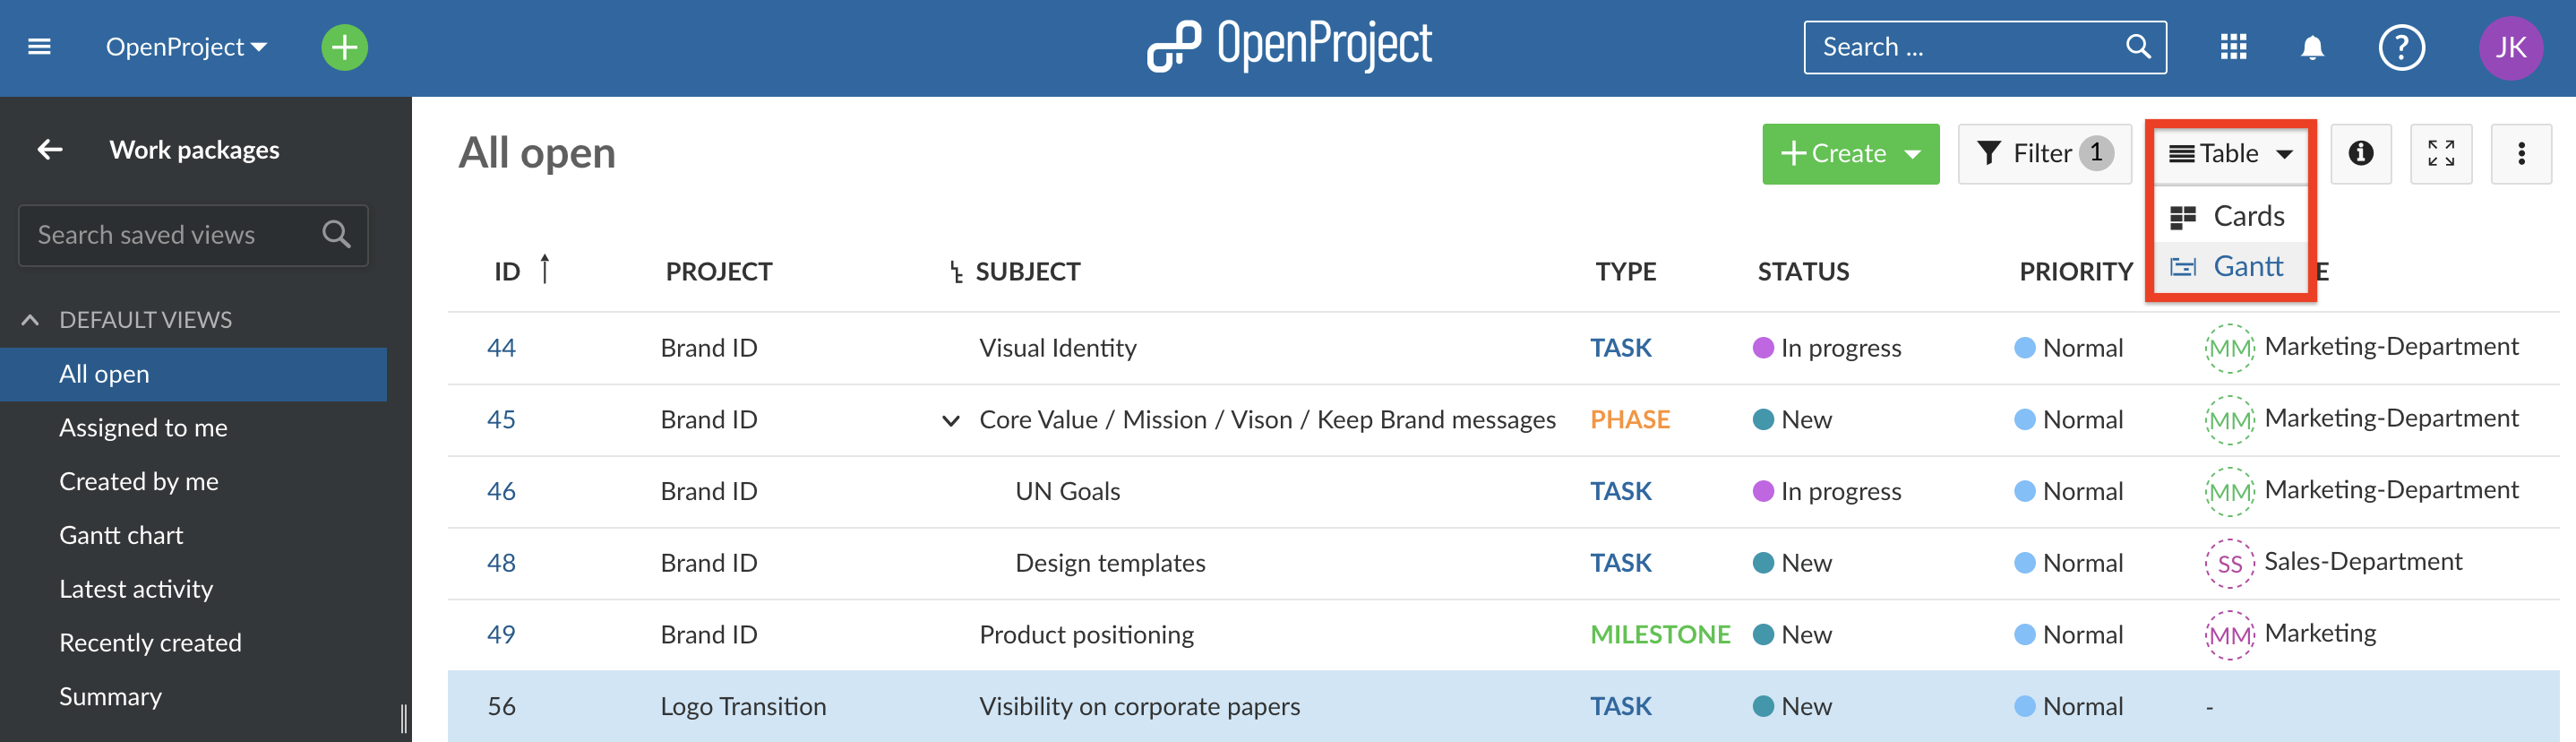 OpenProject
OpenProject
Search ...
?
JK
Work packages
Search saved views
DEFAULT VIEWS
All open
Assigned to me
Created by me
Gantt chart
Latest activity
Recently created
Summary
All open
Create
Filter 1
Table
Cards
Gantt
ID PROJECT SUBJECT TYPE STATUS PRIORITY E
44 Brand ID Visual Identity TASK In progress Normal MM Marketing-Department
45 Brand ID Core Value / Mission / Vison / Keep Brand messages PHASE New Normal MM Marketing-Department
46 Brand ID UN Goals TASK In progress Normal MM Marketing-Department
48 Brand ID Design templates TASK New Normal SS Sales-Department
49 Brand ID Product positioning MILESTONE New Normal MM Marketing
56 Logo Transition Visibility on corporate papers TASK New Normal -